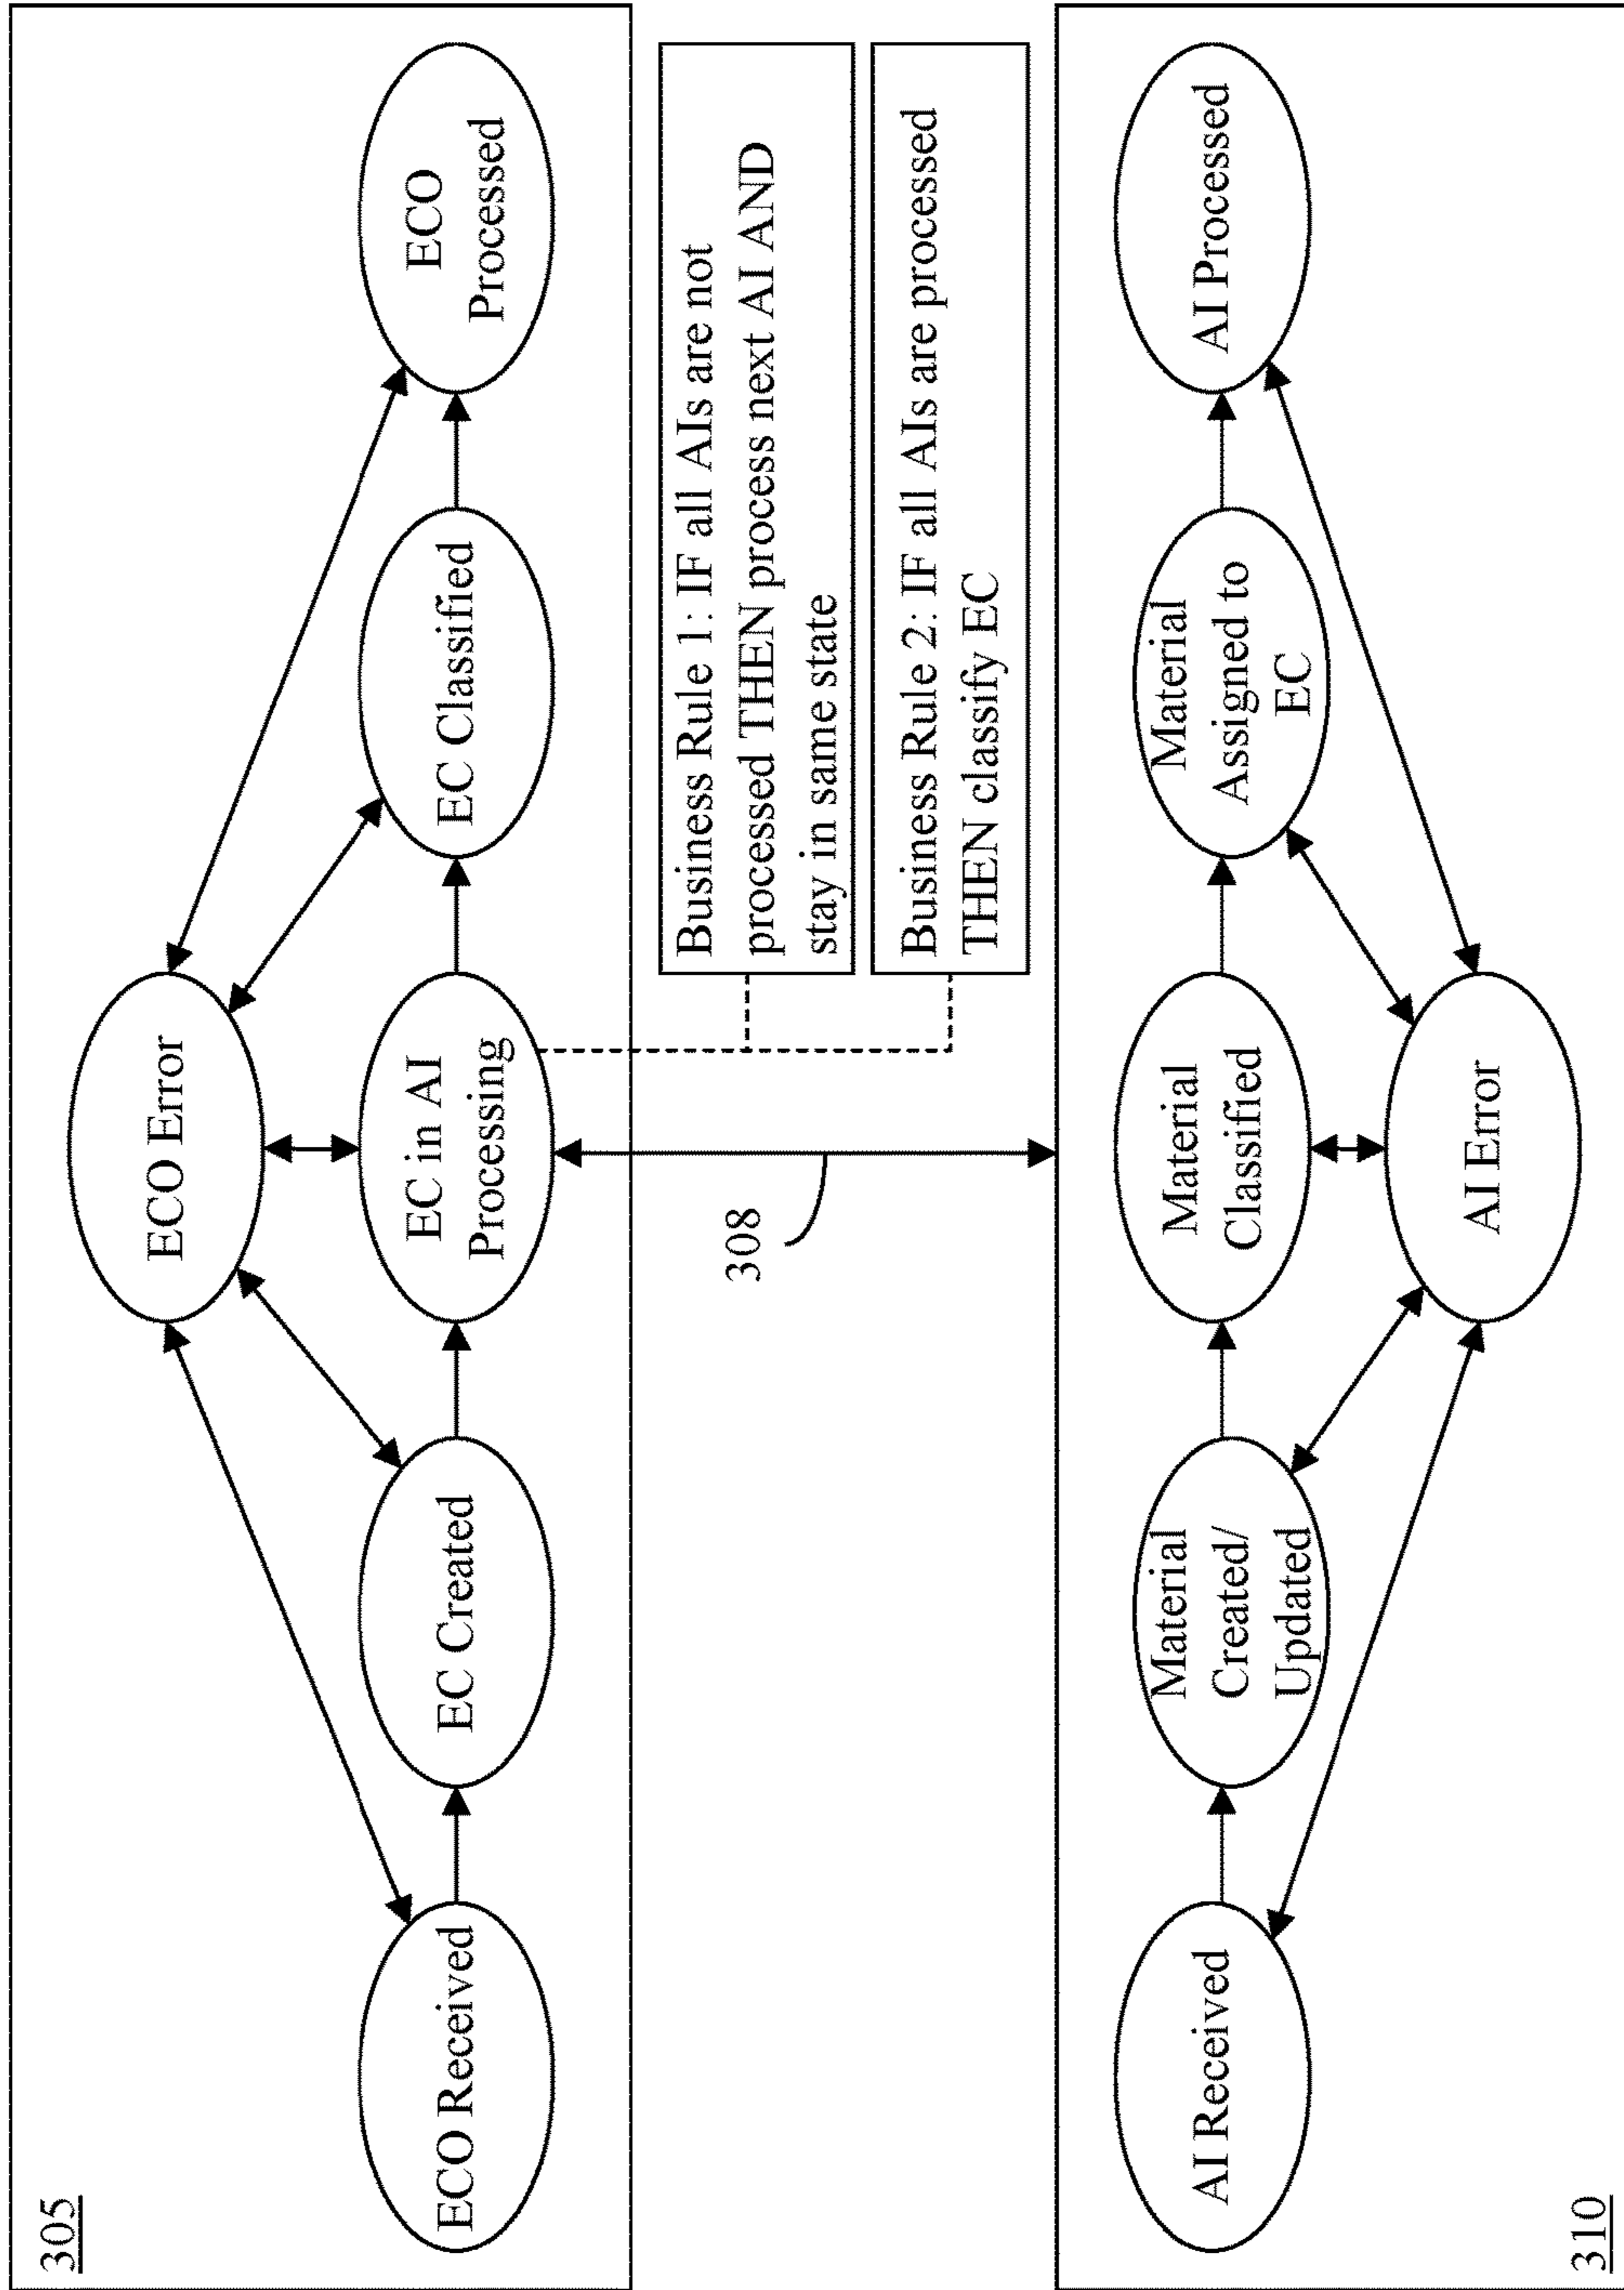 305
ECO Error
ECO Received
EC Created
EC in AI
Processing
EC Classified
ECO
Processed
308
Business Rule 1: IF all AIs are not
processed THEN process next AI AND
stay in same state
Business Rule 2: IF all AIs are processed
THEN classify EC
AI Received
Material
Created/
Updated
Material
Classified
Material
Assigned to
EC
AI Processed
AI Error
310